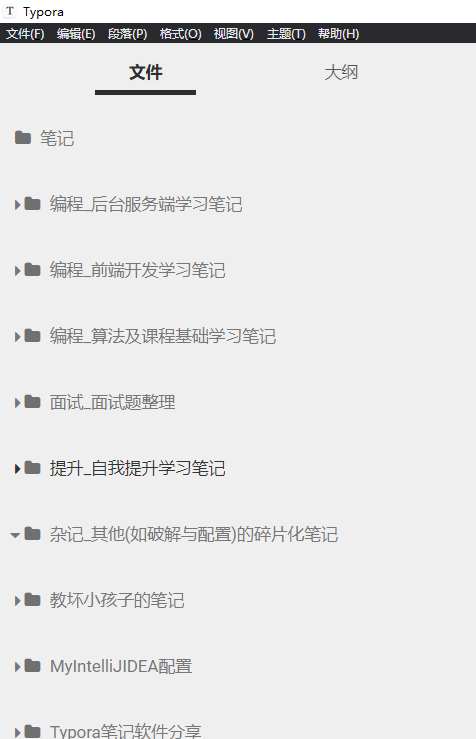 T Typora
文件(F) 编辑(E) 段落(P) 格式(O) 视图(V) 主题(T) 帮助(H)
文件 大纲
笔记
编程_后台服务端学习笔记
编程_前端开发学习笔记
编程_算法及课程基础学习笔记
面试_面试题整理
提升_自我提升学习笔记
杂记_其他(如破解与配置)的碎片化笔记
教坏小孩子的笔记
MyIntelliJIDEA配置
Typora笔记软件分享